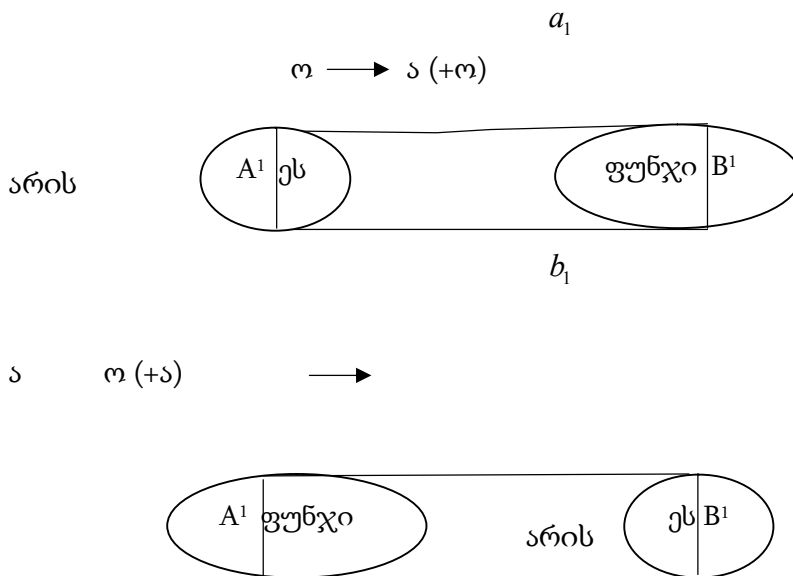 a₁
ო ა (+ო)
A¹ ეს ფუნჯი B¹
არის
b₁
ა ო (+ა)
A¹ ფუნჯი ეს B¹
არის